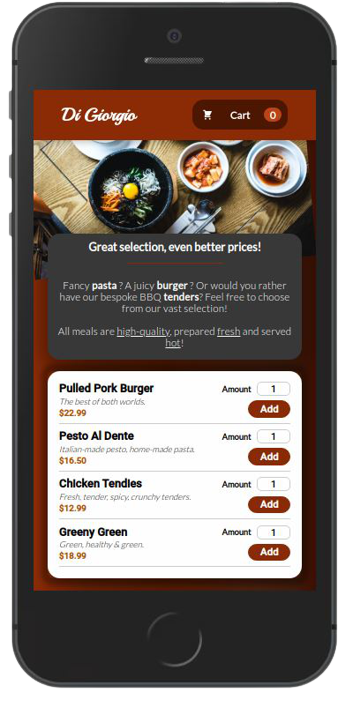 Di Giorgio
Cart 0
Great selection, even better prices!
Fancy pasta ? A juicy burger ? Or would you rather
have our bespoke BBQ tenders? Feel free to choose
from our vast selection!
All meals are high-quality, prepared fresh and served
hot!
Pulled Pork Burger
The best of both worlds.
$22.99
Amount 1
Add
Pesto Al Dente
Italian-made pesto, home-made pasta.
$16.50
Amount 1
Add
Chicken Tendies
Fresh, tender, spicy, crunchy tenders.
$12.99
Amount 1
Add
Greeny Green
Green, healthy & green.
$18.99
Amount 1
Add